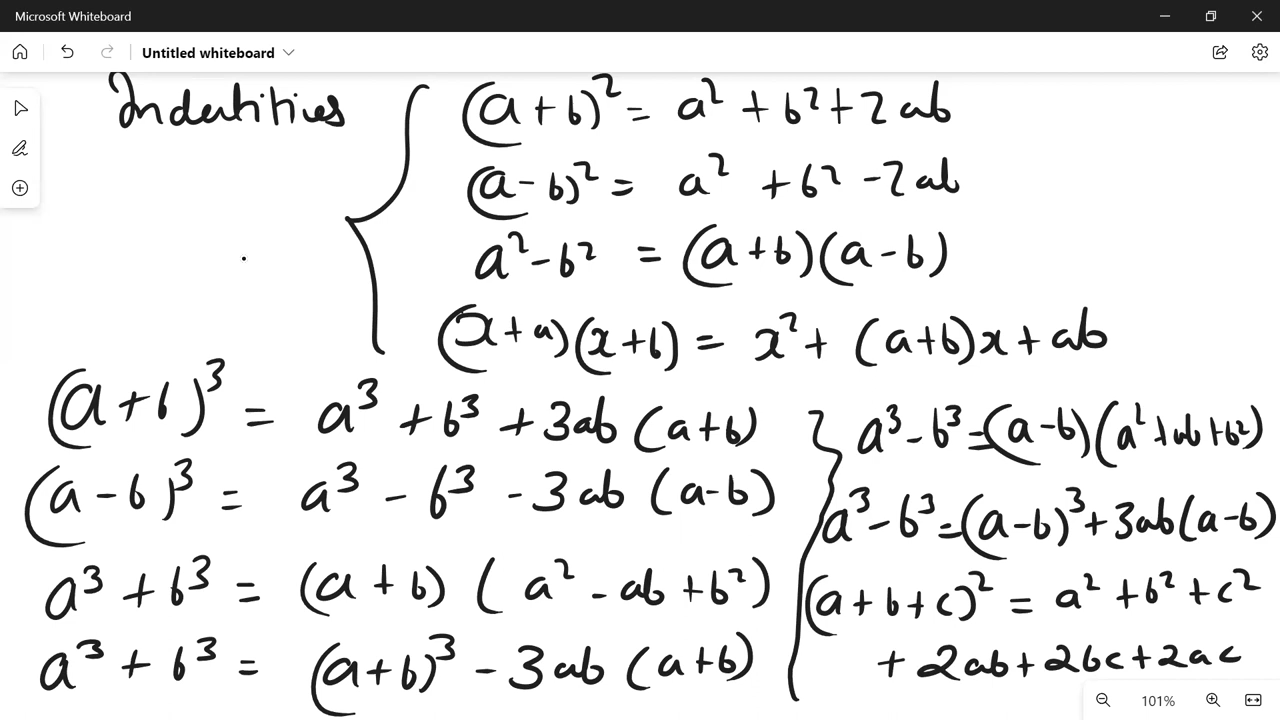 Microsoft Whiteboard
Untitled whiteboard
Indentities
(a+b)² = a² + b² + 2ab
(a-b)² = a² + b² - 2ab
a² - b² = (a+b)(a-b)
(x+a)(x+b) = x² + (a+b)x + ab
(a+b)³ = a³ + b³ + 3ab(a+b)
(a-b)³ = a³ - b³ - 3ab(a-b)
a³ + b³ = (a+b)(a² - ab + b²)
a³ + b³ = (a+b)³ - 3ab(a+b)
a³ - b³ = (a-b)(a² + ab + b²)
a³ - b³ = (a-b)³ + 3ab(a-b)
(a+b+c)² = a² + b² + c²
+ 2ab + 2bc + 2ac
101%